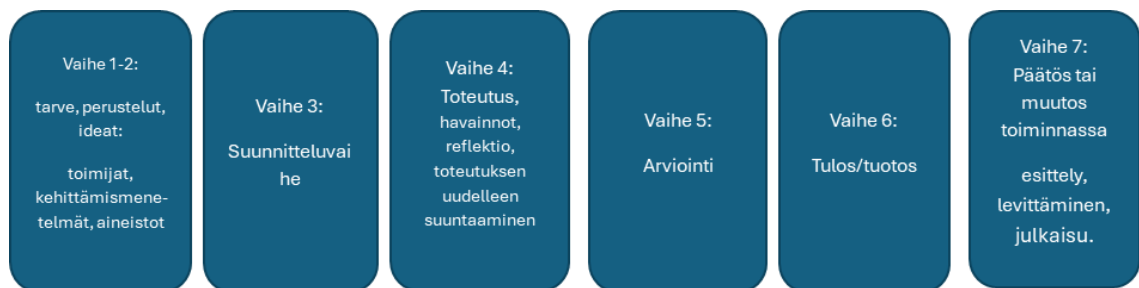 Vaihe 1-2:
tarve, perustelut,
ideat:
toimijat,
kehittämismene-
telmät, aineistot
Vaihe 3:
Suunnitteluvai
he
Vaihe 4:
Toteutus,
havainnot,
reflektio,
toteutuksen
uudelleen
suuntaaminen
Vaihe 5:
Arviointi
Vaihe 6:
Tulos/tuotos
Vaihe 7:
Päätös tai
muutos
toiminnassa
esittely,
levittäminen,
julkaisu.